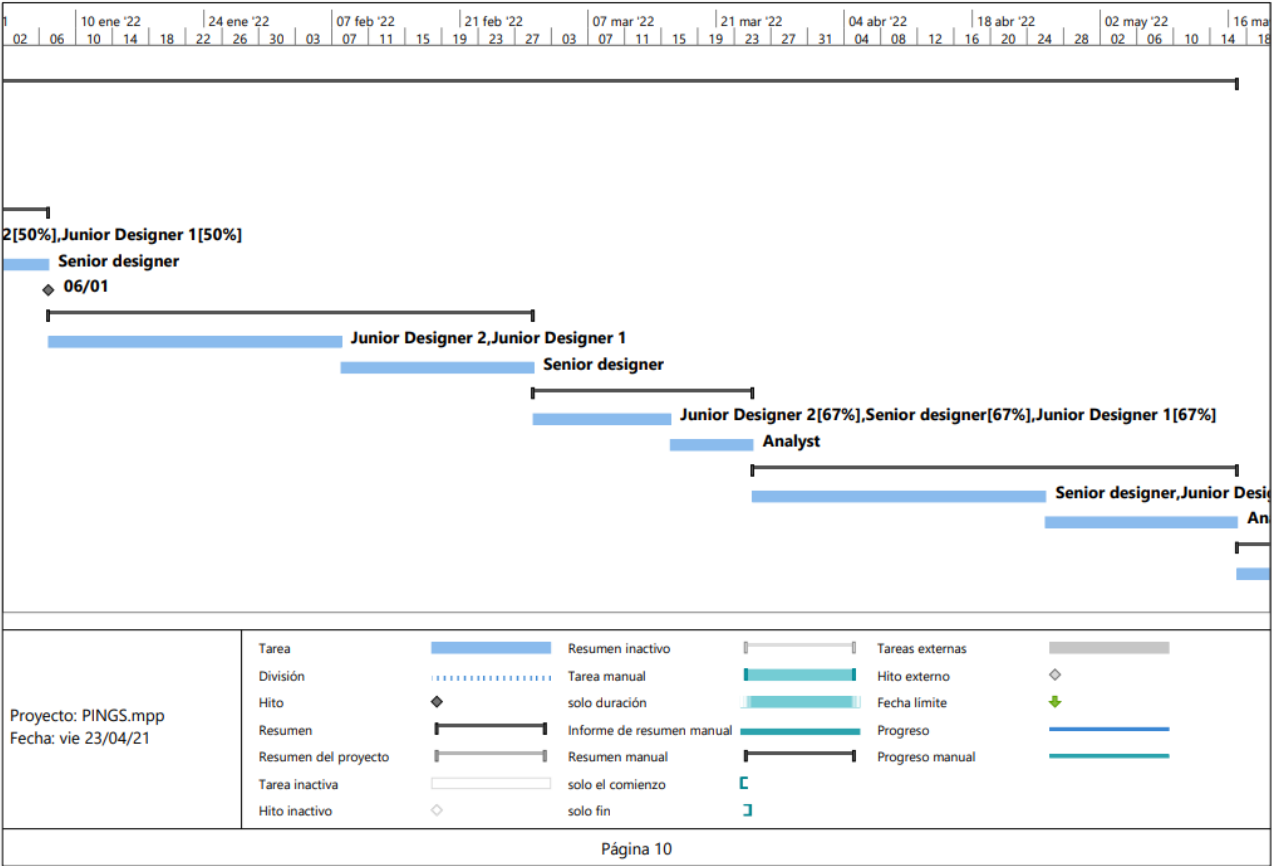 1 10 ene '22 24 ene '22 07 feb '22 21 feb '22 07 mar '22 21 mar '22 04 abr '22 18 abr '22 02 may '22 16 may
02 06 10 14 18 22 26 30 03 07 11 15 19 23 27 03 07 11 15 19 23 27 31 04 08 12 16 20 24 28 02 06 10 14 18
2[50%],Junior Designer 1[50%]
Senior designer
06/01
Junior Designer 2,Junior Designer 1
Senior designer
Junior Designer 2[67%],Senior designer[67%],Junior Designer 1[67%]
Analyst
Senior designer,Junior Desig
An
Tarea Resumen inactivo Tareas externas
División Tarea manual Hito externo
Hito solo duración Fecha límite
Proyecto: PINGS.mpp
Fecha: vie 23/04/21
Resumen Informe de resumen manual Progreso
Resumen del proyecto Resumen manual Progreso manual
Tarea inactiva solo el comienzo
Hito inactivo solo fin
Página 10